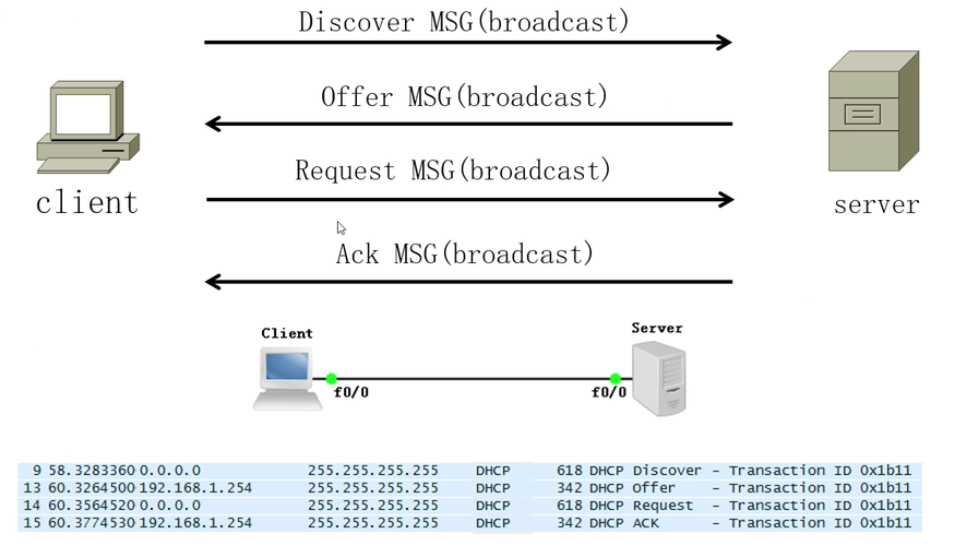 Discover MSG(broadcast)
Offer MSG(broadcast)
Request MSG(broadcast)
client
server
Ack MSG(broadcast)
Client
Server
f0/0
f0/0
9 58.3283360 0.0.0.0 255.255.255.255 DHCP 618 DHCP Discover - Transaction ID 0x1b11
13 60.3264500 192.168.1.254 255.255.255.255 DHCP 342 DHCP Offer - Transaction ID 0x1b11
14 60.3564520 0.0.0.0 255.255.255.255 DHCP 618 DHCP Request - Transaction ID 0x1b11
15 60.3774530 192.168.1.254 255.255.255.255 DHCP 342 DHCP ACK - Transaction ID 0x1b11